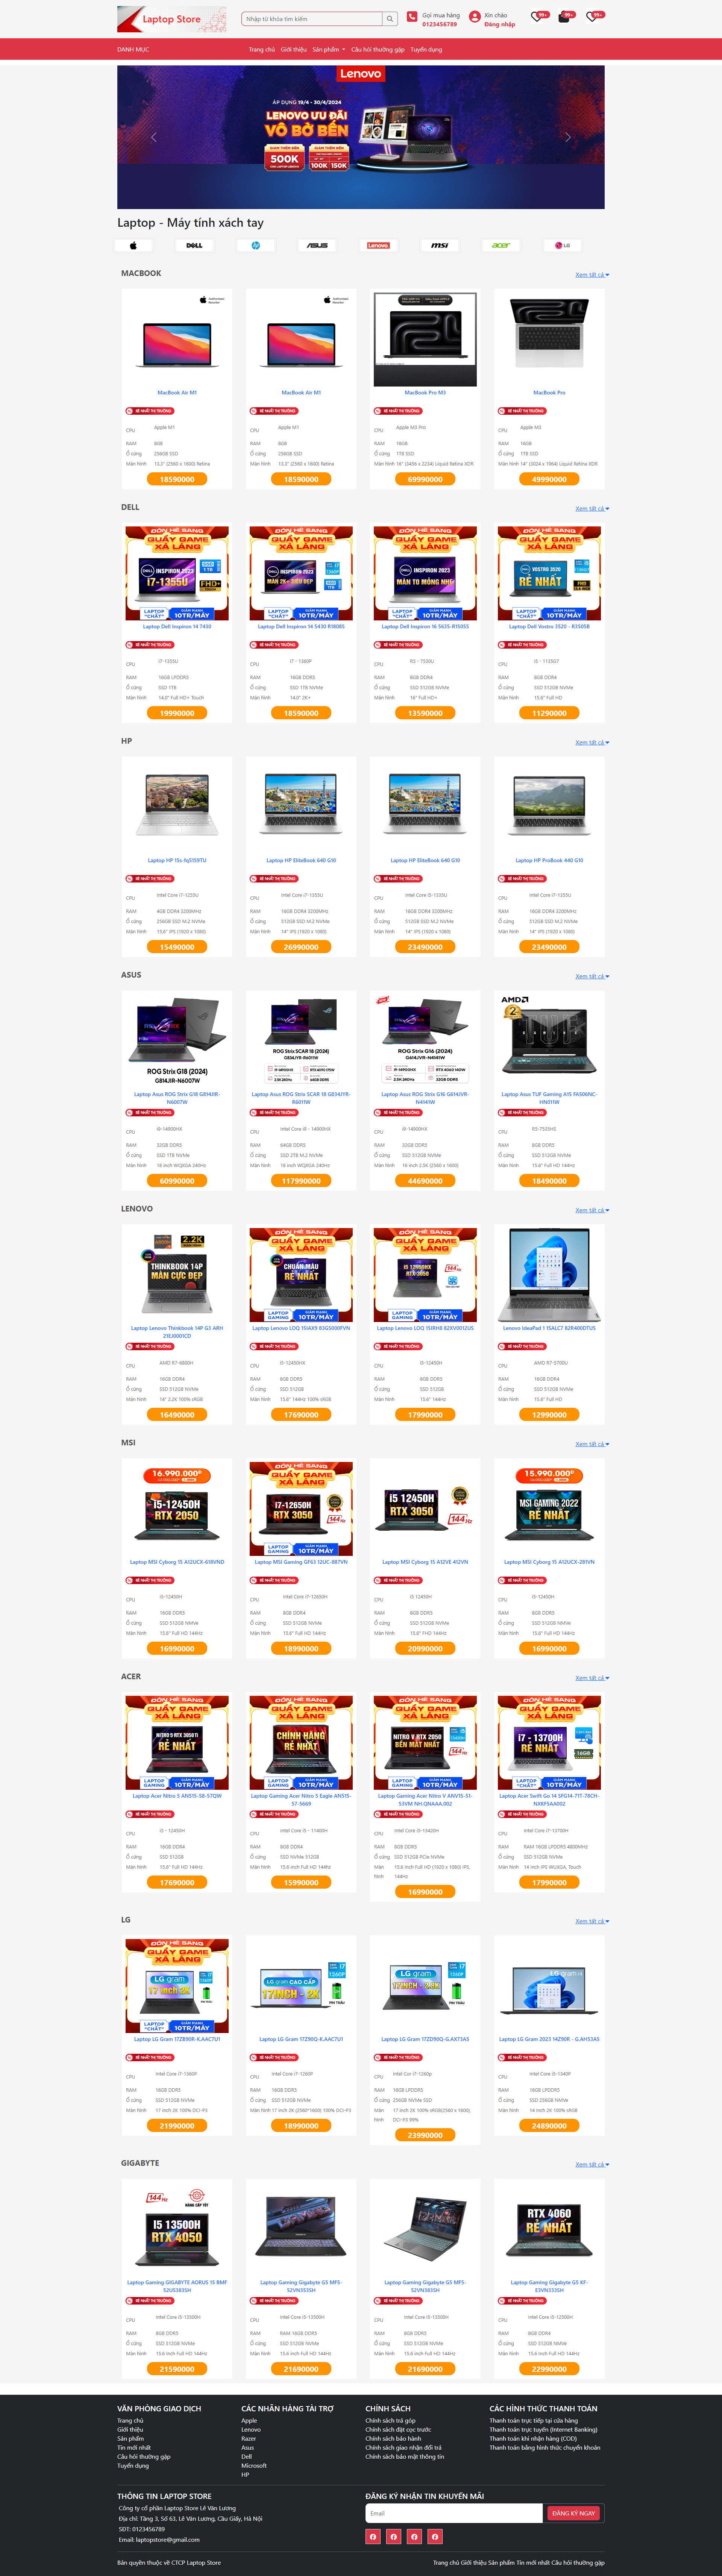 Laptop Store
Nhập từ khóa tìm kiếm
Gọi mua hàng
0123456789
Xin chào
Đăng nhập
99+
99+
99+
DANH MỤC
Trang chủ
Giới thiệu
Sản phẩm
Câu hỏi thường gặp
Tuyển dụng
Lenovo
ÁP DỤNG 19/4 - 30/4/2024
LENOVO ƯU ĐÃI
VÔ BỜ BẾN
500K
100K
150K
Laptop - Máy tính xách tay
DELL
hp
ASUS
Lenovo
msi
acer
LG
MACBOOK
Xem tất cả
MacBook Air M1
MacBook Air M1
MacBook Pro M3
MacBook Pro
RẺ NHẤT THỊ TRƯỜNG
RẺ NHẤT THỊ TRƯỜNG
RẺ NHẤT THỊ TRƯỜNG
RẺ NHẤT THỊ TRƯỜNG
CPU Apple M1
RAM 8GB
Ổ cứng 256GB SSD
Màn hình 13.3" (2560 x 1600) Retina
18590000
CPU Apple M1
RAM 8GB
Ổ cứng 256GB SSD
Màn hình 13.3" (2560 x 1600) Retina
18590000
CPU Apple M3 Pro
RAM 18GB
Ổ cứng 1TB SSD
Màn hình 16" (3456 x 2234) Liquid Retina XDR
69990000
CPU Apple M3
RAM 16GB
Ổ cứng 1TB SSD
Màn hình 14" (3024 x 1964) Liquid Retina XDR
49990000
DELL
Xem tất cả
Laptop Dell Inspiron 14 7430
CPU i7-1355U
RAM 16GB LPDDR5
Ổ cứng SSD 1TB
Màn hình 14.0" Full HD+ Touch
19990000
Laptop Dell Inspiron 14 5430 R1808S
CPU i7 - 1360P
RAM 16GB DDR5
Ổ cứng SSD 1TB NVMe
Màn hình 14.0" 2K+
18590000
Laptop Dell Inspiron 16 5635-R1505S
CPU R5 - 7530U
RAM 8GB DDR4
Ổ cứng SSD 512GB NVMe
Màn hình 16" Full HD+
13590000
Laptop Dell Vostro 3520 - R3505B
CPU i5 - 1135G7
RAM 8GB DDR4
Ổ cứng SSD 512GB NVMe
Màn hình 15.6" Full HD
11290000
HP
Xem tất cả
Laptop HP 15s-fq5159TU
CPU Intel Core i7-1255U
RAM 4GB DDR4 3200MHz
Ổ cứng 256GB SSD M.2 NVMe
Màn hình 15.6" IPS (1920 x 1080)
15490000
Laptop HP EliteBook 640 G10
CPU Intel Core i7-1355U
RAM 16GB DDR4 3200MHz
Ổ cứng 512GB SSD M.2 NVMe
Màn hình 14" IPS (1920 x 1080)
26990000
Laptop HP EliteBook 640 G10
CPU Intel Core i5-1335U
RAM 16GB DDR4 3200MHz
Ổ cứng 512GB SSD M.2 NVMe
Màn hình 14" IPS (1920 x 1080)
23490000
Laptop HP ProBook 440 G10
CPU Intel Core i7-1355U
RAM 16GB DDR4 3200MHz
Ổ cứng 512GB SSD M.2 NVMe
Màn hình 14" IPS (1920 x 1080)
23490000
ASUS
Xem tất cả
Laptop Asus ROG Strix G18 G814JIR-N6007W
CPU i9-14900HX
RAM 32GB DDR5
Ổ cứng SSD 1TB NVMe
Màn hình 18 inch WQXGA 240Hz
60990000
Laptop Asus ROG Strix SCAR 18 G834JYR-R6011W
CPU Intel Core i9 - 14900HX
RAM 64GB DDR5
Ổ cứng SSD 2TB M.2 NVMe
Màn hình 18 inch WQXGA 240Hz
117990000
Laptop Asus ROG Strix G16 G614JVR-N4141W
CPU i9-14900HX
RAM 32GB DDR5
Ổ cứng SSD 512GB NVMe
Màn hình 16 inch 2.5K (2560 x 1600)
44690000
Laptop Asus TUF Gaming A15 FA506NC-HN011W
CPU R5-7535HS
RAM 8GB DDR5
Ổ cứng SSD 512GB NVMe
Màn hình 15.6" Full HD 144Hz
18490000
LENOVO
Xem tất cả
Laptop Lenovo Thinkbook 14P G3 ARH 21EJ0001CD
CPU AMD R7-6800H
RAM 16GB DDR4
Ổ cứng SSD 512GB NVMe
Màn hình 14" 2.2K 100% sRGB
16490000
Laptop Lenovo LOQ 15IAX9 83GS000FVN
CPU i5-12450HX
RAM 8GB DDR5
Ổ cứng SSD 512GB
Màn hình 15.6" 144Hz 100% sRGB
17690000
Laptop Lenovo LOQ 15IRH8 82XV001ZUS
CPU i5-12450H
RAM 8GB DDR5
Ổ cứng SSD 512GB
Màn hình 15.6" 144Hz
17990000
Lenovo IdeaPad 1 15ALC7 82R400DTUS
CPU AMD R7-5700U
RAM 16GB DDR4
Ổ cứng SSD 512GB NVMe
Màn hình 15.6" Full HD
12990000
MSI
Xem tất cả
Laptop MSI Cyborg 15 A12UCX-618VND
CPU i5-12450H
RAM 16GB DDR5
Ổ cứng SSD 512GB NVMe
Màn hình 15.6" Full HD 144Hz
16990000
Laptop MSI Gaming GF63 12UC-887VN
CPU Intel Core i7-12650H
RAM 8GB DDR4
Ổ cứng SSD 512GB NVMe
Màn hình 15.6" Full HD 144Hz
18990000
Laptop MSI Cyborg 15 A12VE 412VN
CPU i5 12450H
RAM 8GB DDR5
Ổ cứng SSD 512GB NVMe
Màn hình 15.6" FHD 144Hz
20990000
Laptop MSI Cyborg 15 A12UCX-281VN
CPU i5-12450H
RAM 8GB DDR5
Ổ cứng SSD 512GB NVMe
Màn hình 15.6" Full HD 144Hz
16990000
ACER
Xem tất cả
Laptop Acer Nitro 5 AN515-58-57QW
CPU i5 - 12450H
RAM 16GB DDR4
Ổ cứng SSD 512GB
Màn hình 15.6" Full HD 144Hz
17690000
Laptop Gaming Acer Nitro 5 Eagle AN515-57-5669
CPU Intel Core i5 - 11400H
RAM 8GB DDR4
Ổ cứng SSD NVMe 512GB
Màn hình 15.6 inch Full HD 144Hz
15990000
Laptop Gaming Acer Nitro V ANV15-51-53VM NH.QNAAA.002
CPU Intel Core i5-13420H
RAM 8GB DDR5
Ổ cứng SSD 512GB PCIe NVMe
Màn hình 15.6 inch Full HD (1920 x 1080) IPS, 144Hz
16990000
Laptop Acer Swift Go 14 SFG14-71T-78CH-NXKF5AA002
CPU Intel Core i7-13700H
RAM RAM 16GB LPDDR5 4800MHz
Ổ cứng SSD 512GB NVMe
Màn hình 14 inch IPS WUXGA, Touch
17990000
LG
Xem tất cả
Laptop LG Gram 17Z890R-K.AAC7U1
CPU Intel Core i7-1360P
RAM 16GB DDR5
Ổ cứng SSD 512GB NVMe
Màn hình 17 inch 2K 100% DCI-P3
21990000
Laptop LG Gram 17Z90Q-K.AAC7U1
CPU Intel Core i7-1260P
RAM 16GB DDR5
Ổ cứng SSD 512GB NVMe
Màn hình 17 inch 2K (2560*1600) 100% DCI-P3
18990000
Laptop LG Gram 17ZD90Q-G.AX73A5
CPU Intel Cor i7-1260p
RAM 16GB LPDDR5
Ổ cứng 256GB NVMe SSD
Màn hình 17 inch 2K 100% sRGB(2560 x 1600), DCI-P3 99%
23990000
Laptop LG Gram 2023 14Z90R - G.AH53A5
CPU Intel Core i5-1340P
RAM 16GB LPDDR5
Ổ cứng SSD 256GB NVMe
Màn hình 14 inch 2K 100% sRGB
24890000
GIGABYTE
Xem tất cả
Laptop Gaming GIGABYTE AORUS 15 BMF 52US383SH
CPU Intel Core i5-13500H
RAM 8GB DDR5
Ổ cứng SSD 512GB NVMe
Màn hình 15.6 inch Full HD 144Hz
21590000
Laptop Gaming Gigabyte G5 MF5-52VN353SH
CPU Intel Core i5-13500H
RAM RAM 16GB DDR5
Ổ cứng SSD 512GB NVMe
Màn hình 15.6 inch Full HD 144Hz
21690000
Laptop Gaming Gigabyte G5 MF5-52VN383SH
CPU Intel Core i5-13500H
RAM 8GB DDR5
Ổ cứng SSD 512GB NVMe
Màn hình 15.6 inch Full HD 144Hz
21690000
Laptop Gaming Gigabyte G5 KF-E3VN333SH
CPU Intel Core i5-12500H
RAM 8GB DDR4
Ổ cứng SSD 512GB NVMe
Màn hình 15.6 inch Full HD 144Hz
22990000
VĂN PHÒNG GIAO DỊCH
Trang chủ
Giới thiệu
Sản phẩm
Tin mới nhất
Câu hỏi thường gặp
Tuyển dụng
CÁC NHÃN HÀNG TÀI TRỢ
Apple
Lenovo
Razer
Asus
Dell
Microsoft
HP
CHÍNH SÁCH
Chính sách trả góp
Chính sách đặt cọc trước
Chính sách bảo hành
Chính sách giao nhận đổi trả
Chính sách bảo mật thông tin
CÁC HÌNH THỨC THANH TOÁN
Thanh toán trực tiếp tại cửa hàng
Thanh toán trực tuyến (Internet Banking)
Thanh toán khi nhận hàng (COD)
Thanh toán bằng hình thức chuyển khoản
THÔNG TIN LAPTOP STORE
Công ty cổ phần Laptop Store Lê Văn Lương
Địa chỉ: Tầng 3, Số 63, Lê Văn Lương, Cầu Giấy, Hà Nội
SĐT: 0123456789
Email: laptopstore@gmail.com
ĐĂNG KÝ NHẬN TIN KHUYẾN MÃI
Email
ĐĂNG KÝ NGAY
Bản quyền thuộc về CTCP Laptop Store
Trang chủ Giới thiệu Sản phẩm Tin mới nhất Câu hỏi thường gặp